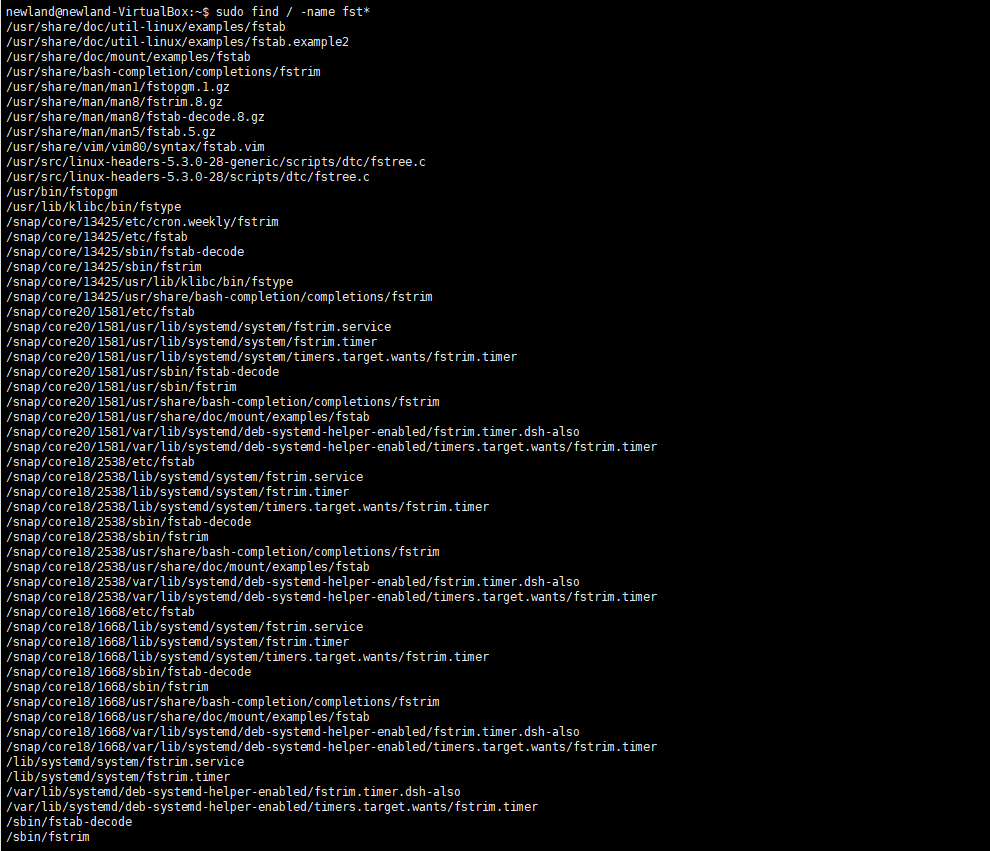 newland@newland-VirtualBox:~$ sudo find / -name fst*
/usr/share/doc/util-linux/examples/fstab
/usr/share/doc/util-linux/examples/fstab.example2
/usr/share/doc/mount/examples/fstab
/usr/share/bash-completion/completions/fstrim
/usr/share/man/man1/fstopgm.1.gz
/usr/share/man/man8/fstrim.8.gz
/usr/share/man/man8/fstab-decode.8.gz
/usr/share/man/man5/fstab.5.gz
/usr/share/vim/vim80/syntax/fstab.vim
/usr/src/linux-headers-5.3.0-28-generic/scripts/dtc/fstree.c
/usr/src/linux-headers-5.3.0-28/scripts/dtc/fstree.c
/usr/bin/fstopgm
/usr/lib/klibc/bin/fstype
/snap/core/13425/etc/cron.weekly/fstrim
/snap/core/13425/etc/fstab
/snap/core/13425/sbin/fstab-decode
/snap/core/13425/sbin/fstrim
/snap/core/13425/usr/lib/klibc/bin/fstype
/snap/core/13425/usr/share/bash-completion/completions/fstrim
/snap/core20/1581/etc/fstab
/snap/core20/1581/usr/lib/systemd/system/fstrim.service
/snap/core20/1581/usr/lib/systemd/system/fstrim.timer
/snap/core20/1581/usr/lib/systemd/system/timers.target.wants/fstrim.timer
/snap/core20/1581/usr/sbin/fstab-decode
/snap/core20/1581/usr/sbin/fstrim
/snap/core20/1581/usr/share/bash-completion/completions/fstrim
/snap/core20/1581/usr/share/doc/mount/examples/fstab
/snap/core20/1581/var/lib/systemd/deb-systemd-helper-enabled/fstrim.timer.dsh-also
/snap/core20/1581/var/lib/systemd/deb-systemd-helper-enabled/timers.target.wants/fstrim.timer
/snap/core18/2538/etc/fstab
/snap/core18/2538/lib/systemd/system/fstrim.service
/snap/core18/2538/lib/systemd/system/fstrim.timer
/snap/core18/2538/lib/systemd/system/timers.target.wants/fstrim.timer
/snap/core18/2538/sbin/fstab-decode
/snap/core18/2538/sbin/fstrim
/snap/core18/2538/usr/share/bash-completion/completions/fstrim
/snap/core18/2538/usr/share/doc/mount/examples/fstab
/snap/core18/2538/var/lib/systemd/deb-systemd-helper-enabled/fstrim.timer.dsh-also
/snap/core18/2538/var/lib/systemd/deb-systemd-helper-enabled/timers.target.wants/fstrim.timer
/snap/core18/1668/etc/fstab
/snap/core18/1668/lib/systemd/system/fstrim.service
/snap/core18/1668/lib/systemd/system/fstrim.timer
/snap/core18/1668/lib/systemd/system/timers.target.wants/fstrim.timer
/snap/core18/1668/sbin/fstab-decode
/snap/core18/1668/sbin/fstrim
/snap/core18/1668/usr/share/bash-completion/completions/fstrim
/snap/core18/1668/usr/share/doc/mount/examples/fstab
/snap/core18/1668/var/lib/systemd/deb-systemd-helper-enabled/fstrim.timer.dsh-also
/snap/core18/1668/var/lib/systemd/deb-systemd-helper-enabled/timers.target.wants/fstrim.timer
/lib/systemd/system/fstrim.service
/lib/systemd/system/fstrim.timer
/var/lib/systemd/deb-systemd-helper-enabled/fstrim.timer.dsh-also
/var/lib/systemd/deb-systemd-helper-enabled/timers.target.wants/fstrim.timer
/sbin/fstab-decode
/sbin/fstrim